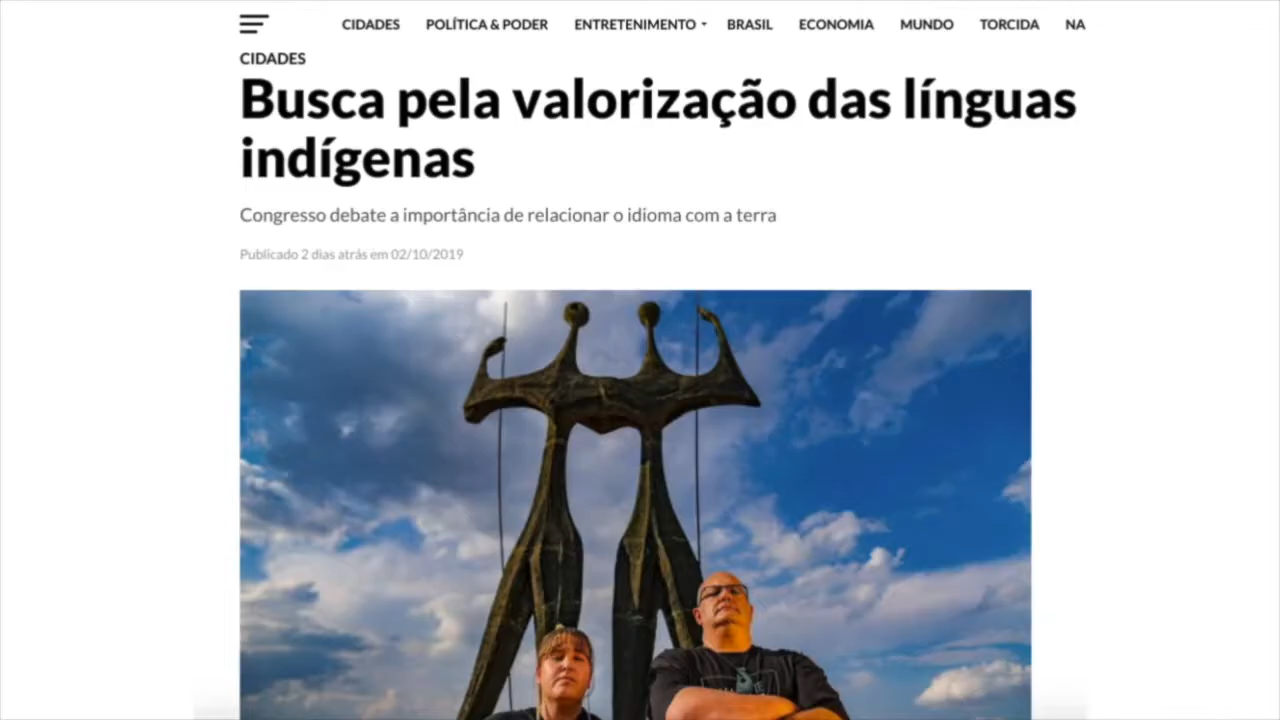 CIDADES POLÍTICA & PODER ENTRETENIMENTO BRASIL ECONOMIA MUNDO TORCIDA NA
CIDADES
Busca pela valorização das línguas
indígenas
Congresso debate a importância de relacionar o idioma com a terra
Publicado 2 dias atrás em 02/10/2019